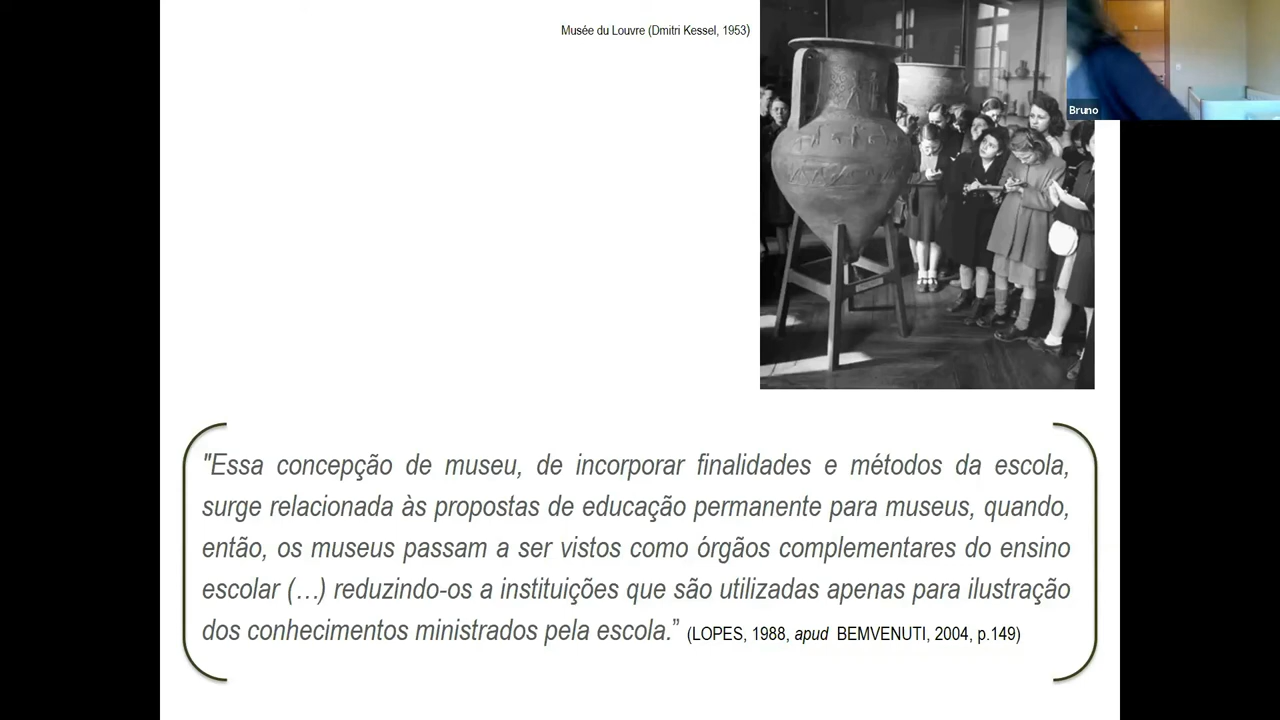 Musée du Louvre (Dmitri Kessel, 1953)
Bruno
"Essa concepção de museu, de incorporar finalidades e métodos da escola,
surge relacionada às propostas de educação permanente para museus, quando,
então, os museus passam a ser vistos como órgãos complementares do ensino
escolar (…) reduzindo-os a instituições que são utilizadas apenas para ilustração
dos conhecimentos ministrados pela escola.” (LOPES, 1988, apud BEMVENUTI, 2004, p.149)